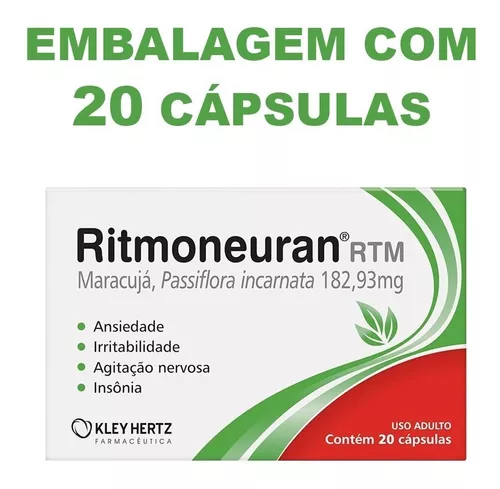 EMBALAGEM COM
20 CÁPSULAS
Ritmoneuran® RTM
Maracujá, Passiflora incarnata 182,93mg
• Ansiedade
• Irritabilidade
• Agitação nervosa
• Insônia
KLEY HERTZ
FARMACÊUTICA
USO ADULTO
Contém 20 cápsulas